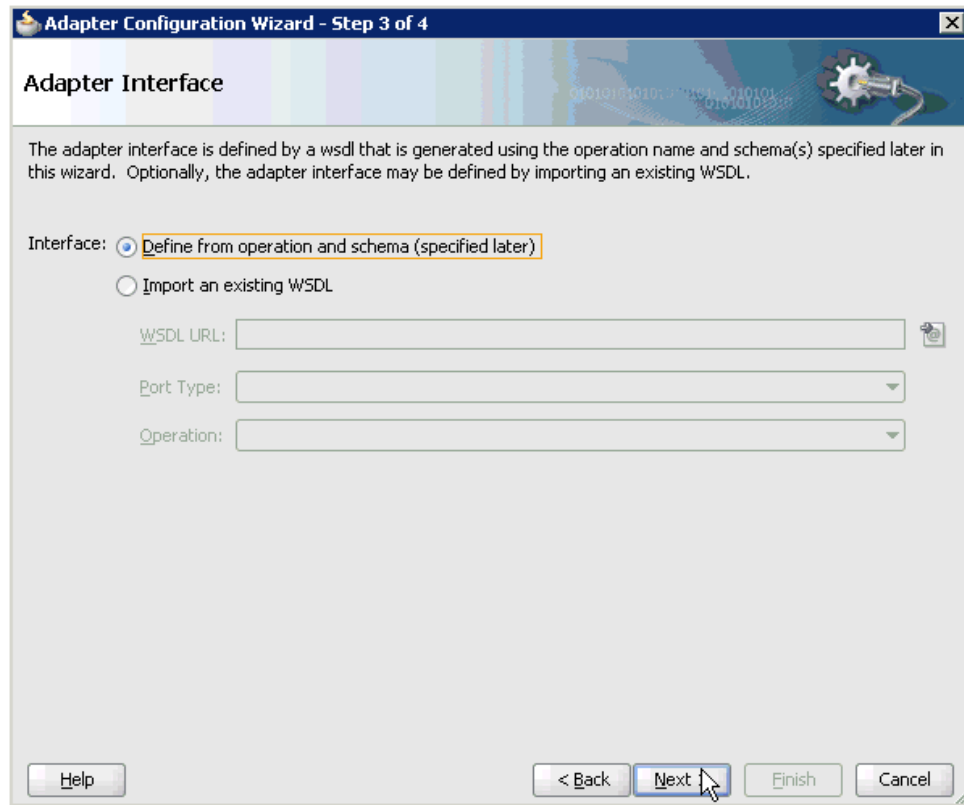 Adapter Configuration Wizard - Step 3 of 4
Adapter Interface
The adapter interface is defined by a wsdl that is generated using the operation name and schema(s) specified later in
this wizard. Optionally, the adapter interface may be defined by importing an existing WSDL.
Interface: Define from operation and schema (specified later)
Import an existing WSDL
WSDL URL:
Port Type:
Operation:
Help < Back Next > Finish Cancel